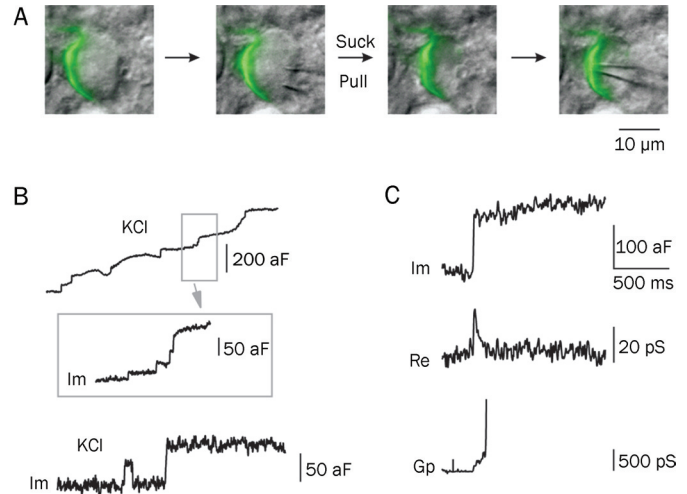 A
Suck
Pull
10 µm
B
KCl
200 aF
Im
50 aF
KCl
Im
50 aF
C
Im
100 aF
500 ms
Re
20 pS
Gp
500 pS